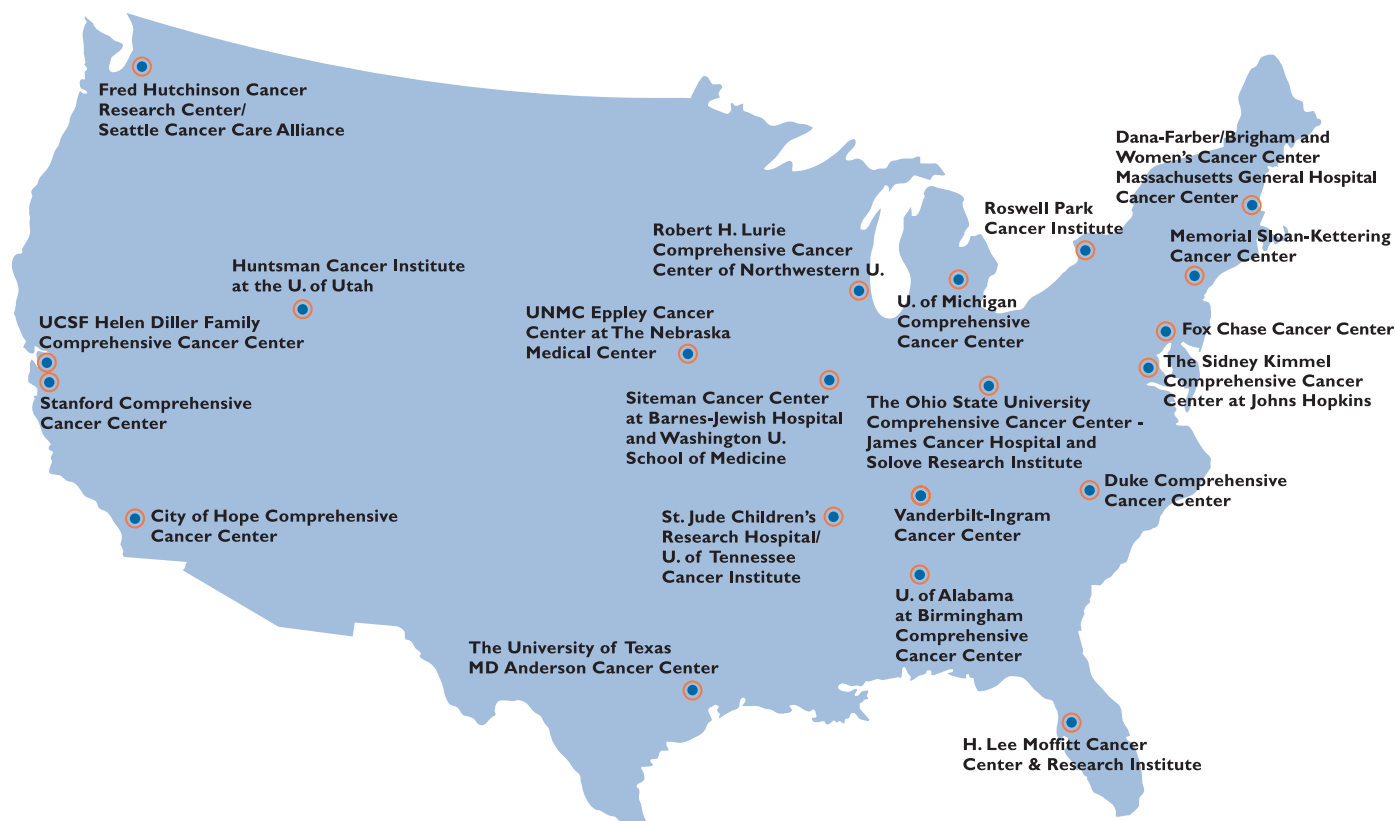 Fred Hutchinson Cancer
Research Center/
Seattle Cancer Care Alliance
Dana-Farber/Brigham and
Women's Cancer Center
Massachusetts General Hospital
Cancer Center
Roswell Park
Cancer Institute
Memorial Sloan-Kettering
Cancer Center
Robert H. Lurie
Comprehensive Cancer
Center of Northwestern U.
Huntsman Cancer Institute
at the U. of Utah
UCSF Helen Diller Family
Comprehensive Cancer Center
UNMC Eppley Cancer
Center at The Nebraska
Medical Center
U. of Michigan
Comprehensive
Cancer Center
Fox Chase Cancer Center
The Sidney Kimmel
Comprehensive Cancer
Center at Johns Hopkins
Stanford Comprehensive
Cancer Center
Siteman Cancer Center
at Barnes-Jewish Hospital
and Washington U.
School of Medicine
The Ohio State University
Comprehensive Cancer Center -
James Cancer Hospital and
Solove Research Institute
Duke Comprehensive
Cancer Center
City of Hope Comprehensive
Cancer Center
St. Jude Children's
Research Hospital/
U. of Tennessee
Cancer Institute
Vanderbilt-Ingram
Cancer Center
U. of Alabama
at Birmingham
Comprehensive
Cancer Center
The University of Texas
MD Anderson Cancer Center
H. Lee Moffitt Cancer
Center & Research Institute